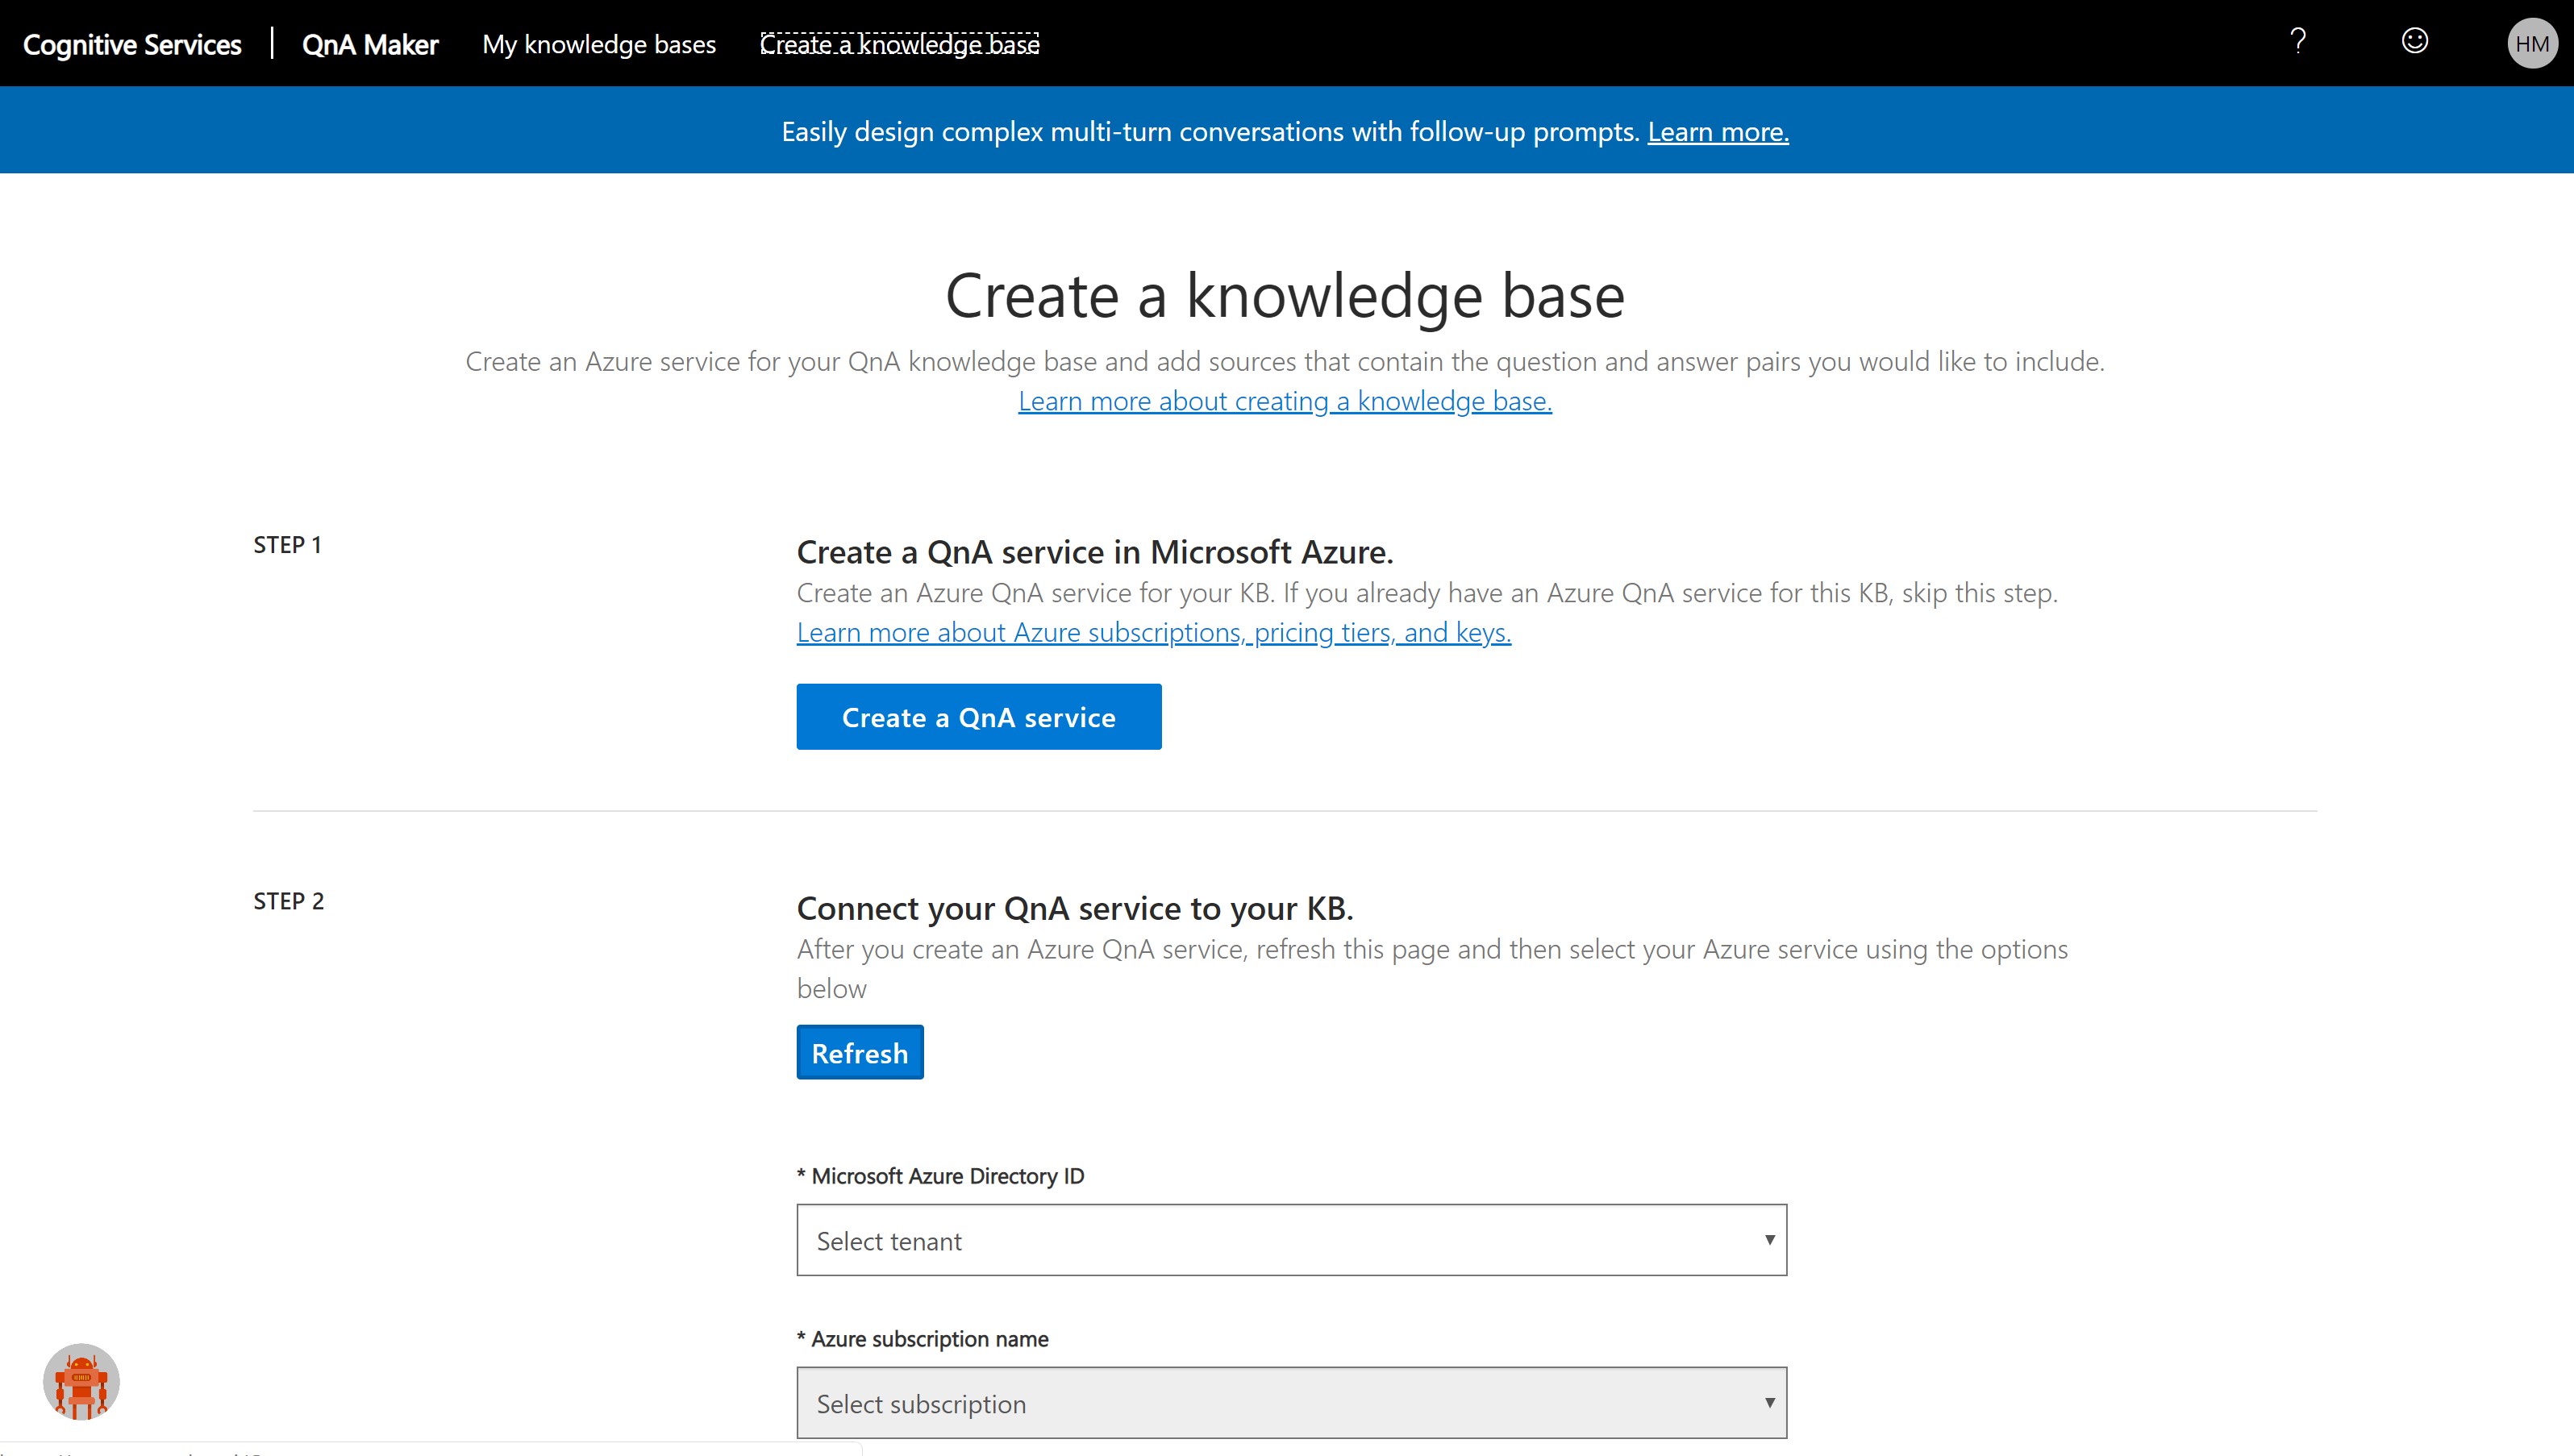 Cognitive Services | QnA Maker My knowledge bases Create a knowledge base ? HM
Easily design complex multi-turn conversations with follow-up prompts. Learn more.
Create a knowledge base
Create an Azure service for your QnA knowledge base and add sources that contain the question and answer pairs you would like to include.
Learn more about creating a knowledge base.
STEP 1
Create a QnA service in Microsoft Azure.
Create an Azure QnA service for your KB. If you already have an Azure QnA service for this KB, skip this step.
Learn more about Azure subscriptions, pricing tiers, and keys.
Create a QnA service
STEP 2
Connect your QnA service to your KB.
After you create an Azure QnA service, refresh this page and then select your Azure service using the options
below
Refresh
* Microsoft Azure Directory ID
Select tenant
* Azure subscription name
Select subscription